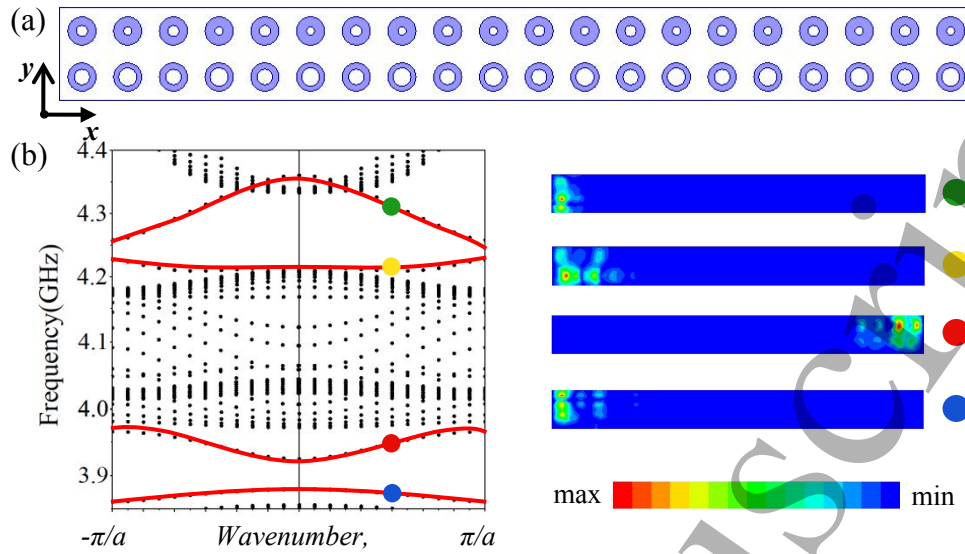 (a)
y
x
(b)
4.4
4.3
4.2
4.1
4.0
3.9
Frequency(GHz)
-π/a
Wavenumber,
π/a
max
min